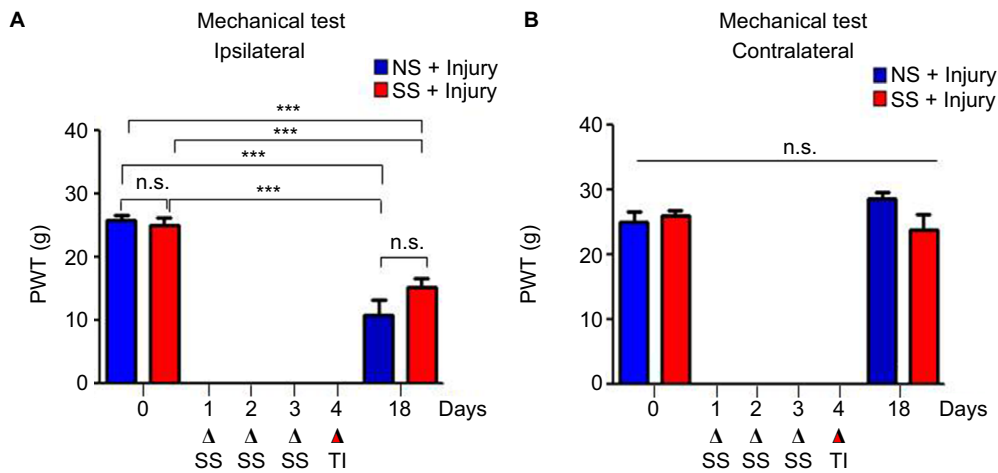 A
Mechanical test
Ipsilateral
NS + Injury
SS + Injury
***
***
***
***
n.s.
n.s.
PWT (g)
40
30
20
10
0
0 1 2 3 4 18 Days
SS SS SS TI
B
Mechanical test
Contralateral
NS + Injury
SS + Injury
n.s.
PWT (g)
40
30
20
10
0
0 1 2 3 4 18 Days
SS SS SS TI